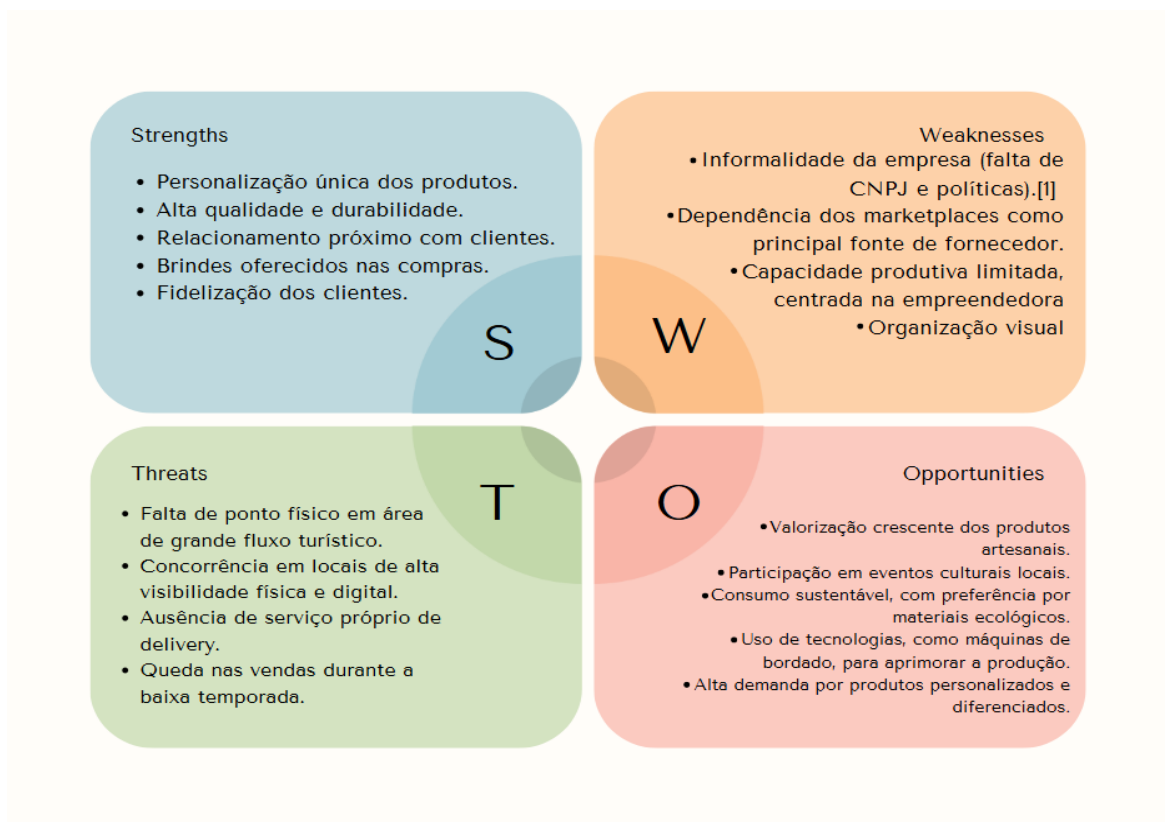 Strengths
• Personalização única dos produtos.
• Alta qualidade e durabilidade.
• Relacionamento próximo com clientes.
• Brindes oferecidos nas compras.
• Fidelização dos clientes.
S
Weaknesses
• Informalidade da empresa (falta de
CNPJ e políticas).[1]
• Dependência dos marketplaces como
principal fonte de fornecedor.
• Capacidade produtiva limitada,
centrada na empreendedora
• Organização visual
W
Threats
• Falta de ponto físico em área
de grande fluxo turístico.
• Concorrência em locais de alta
visibilidade física e digital.
• Ausência de serviço próprio de
delivery.
• Queda nas vendas durante a
baixa temporada.
T
Opportunities
• Valorização crescente dos produtos
artesanais.
• Participação em eventos culturais locais.
• Consumo sustentável, com preferência por
materiais ecológicos.
• Uso de tecnologias, como máquinas de
bordado, para aprimorar a produção.
• Alta demanda por produtos personalizados e
diferenciados.
O